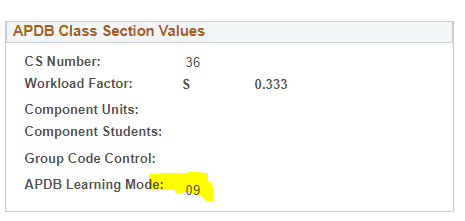 APDB Class Section Values
CS Number: 36
Workload Factor: S 0.333
Component Units:
Component Students:
Group Code Control:
APDB Learning Mode: 09